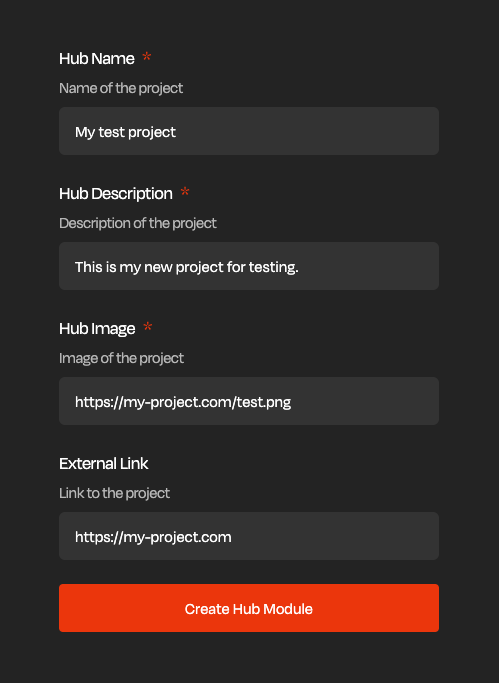 Hub Name *
Name of the project
My test project
Hub Description *
Description of the project
This is my new project for testing.
Hub Image *
Image of the project
https://my-project.com/test.png
External Link
Link to the project
https://my-project.com
Create Hub Module